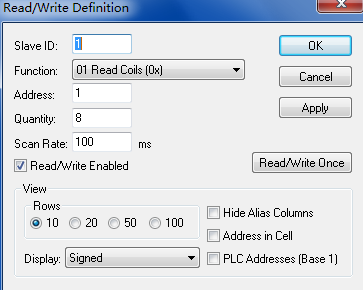 Read/Write Definition
Slave ID: 1
OK
Function: 01 Read Coils (0x)
Cancel
Address: 1
Apply
Quantity: 8
Scan Rate: 100 ms
Read/Write Enabled
Read/Write Once
View
Rows
10 20 50 100
Hide Alias Columns
Address in Cell
Display: Signed
PLC Addresses (Base 1)